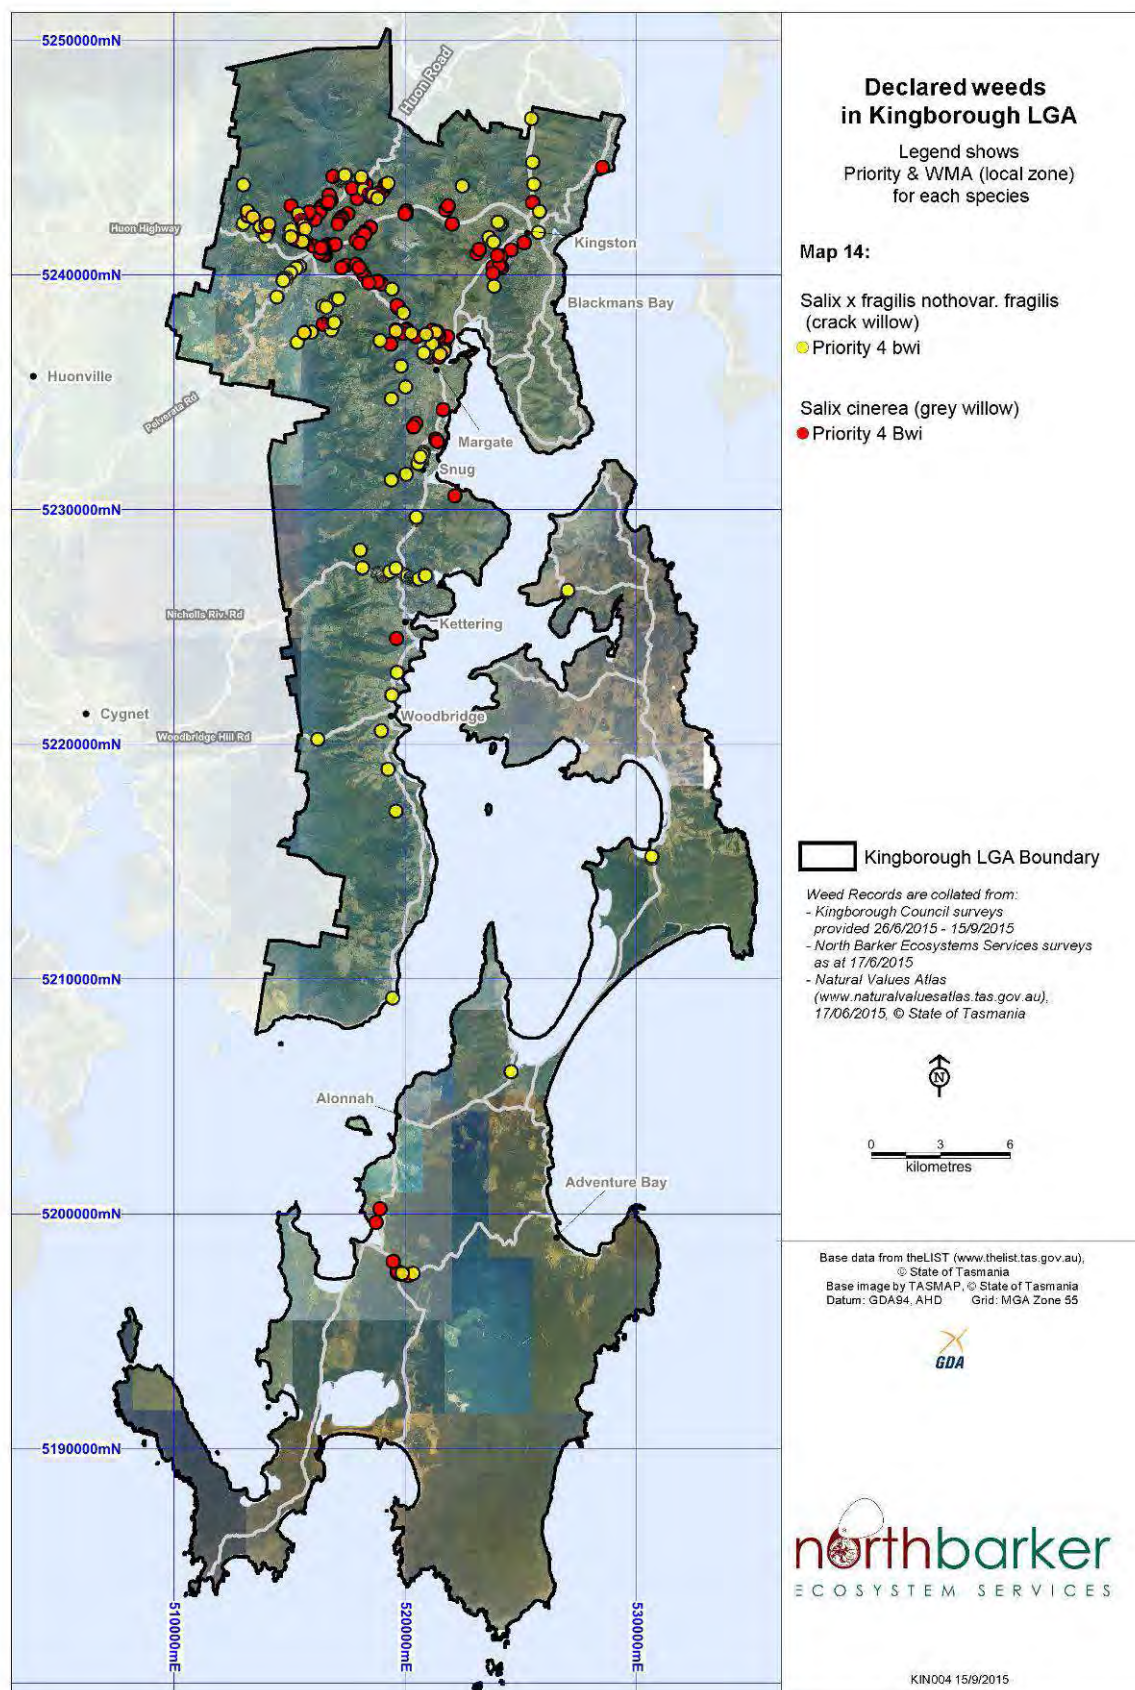 5250000mN
Huon Road
Huon Highway
Kingston
5240000mN
Blackmans Bay
Huonville
Pelverata Rd
Margate
Snug
5230000mN
Nicholls Riv. Rd
Kettering
Cygnet
Woodbridge
Woodbridge Hill Rd
5220000mN
5210000mN
Alonnah
Adventure Bay
5200000mN
5190000mN
510000mE
520000mE
530000mE
Declared weeds
in Kingborough LGA
Legend shows
Priority & WMA (local zone)
for each species
Map 14:
Salix x fragilis nothovar. fragilis
(crack willow)
Priority 4 bwi
Salix cinerea (grey willow)
Priority 4 Bwi
Kingborough LGA Boundary
Weed Records are collated from:
- Kingborough Council surveys
provided 26/6/2015 - 15/9/2015
- North Barker Ecosystems Services surveys
as at 17/6/2015
- Natural Values Atlas
(www.naturalvaluesatlas.tas.gov.au),
17/06/2015, © State of Tasmania
N
0 3 6
kilometres
Base data from theLIST (www.thelist.tas.gov.au),
© State of Tasmania
Base image by TASMAP, © State of Tasmania
Datum: GDA94, AHD Grid: MGA Zone 55
GDA
northbarker
ECOSYSTEM SERVICES
KIN004 15/9/2015